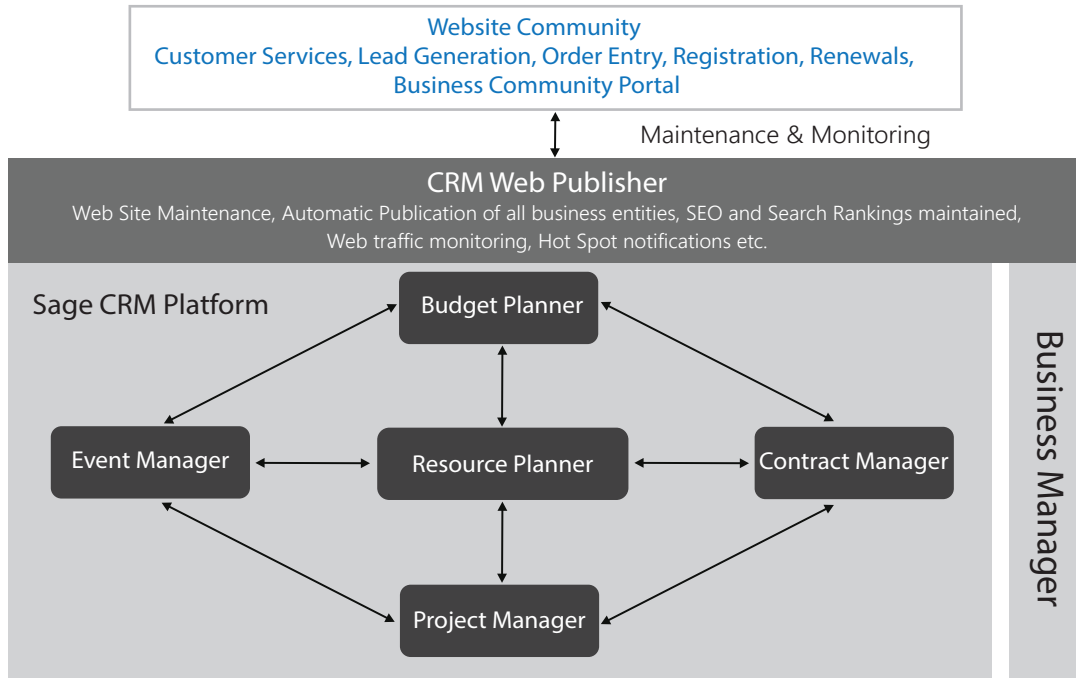 Website Community
Customer Services, Lead Generation, Order Entry, Registration, Renewals,
Business Community Portal
Maintenance & Monitoring
CRM Web Publisher
Web Site Maintenance, Automatic Publication of all business entities, SEO and Search Rankings maintained,
Web traffic monitoring, Hot Spot notifications etc.
Sage CRM Platform
Budget Planner
Event Manager
Resource Planner
Contract Manager
Project Manager
Business Manager